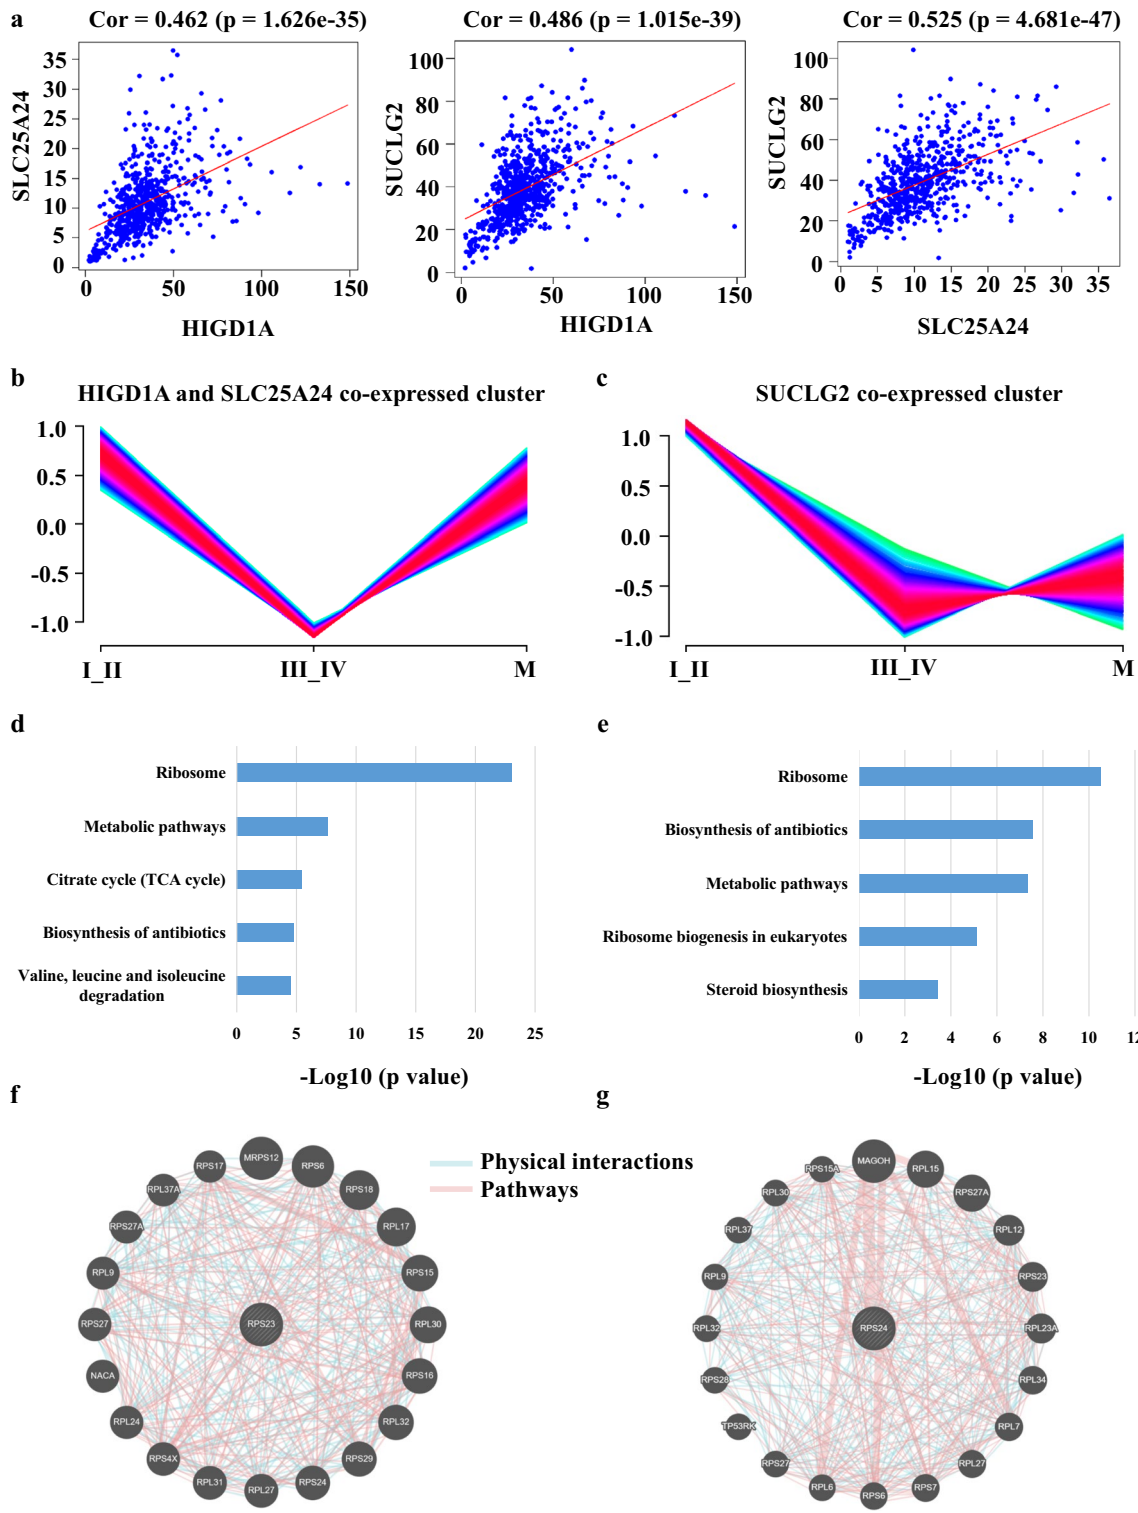 a
Cor = 0.462 (p = 1.626e-35)
Cor = 0.486 (p = 1.015e-39)
Cor = 0.525 (p = 4.681e-47)
SLC25A24
35
30
25
20
15
10
5
0
0 50 100 150
HIGD1A
SUCLG2
100
80
60
40
20
0
0 50 100 150
HIGD1A
SUCLG2
100
80
60
40
20
0
0 5 10 15 20 25 30 35
SLC25A24
b
HIGD1A and SLC25A24 co-expressed cluster
1.0
0.5
0.0
-0.5
-1.0
I_II III_IV M
c
SUCLG2 co-expressed cluster
1.0
0.5
0.0
-0.5
-1.0
I_II III_IV M
d
Ribosome
Metabolic pathways
Citrate cycle (TCA cycle)
Biosynthesis of antibiotics
Valine, leucine and isoleucine
degradation
0 5 10 15 20 25
-Log10 (p value)
e
Ribosome
Biosynthesis of antibiotics
Metabolic pathways
Ribosome biogenesis in eukaryotes
Steroid biosynthesis
0 2 4 6 8 10 12
-Log10 (p value)
f
Physical interactions
Pathways
MRPS12
RPS6
RPS18
RPL17
RPS15
RPL30
RPS16
RPL32
RPS29
RPS24
RPL27
RPL31
RPS4X
RPL24
NACA
RPS27
RPL9
RPS27A
RPL37A
RPS17
RPS23
g
MAGOH
RPL15
RPS27A
RPL12
RPS23
RPL23A
RPL34
RPL7
RPL27
RPS7
RPS6
RPL6
RPS27
TP53RK
RPS28
RPL32
RPL9
RPL37
RPL30
RPS15A
RPS24